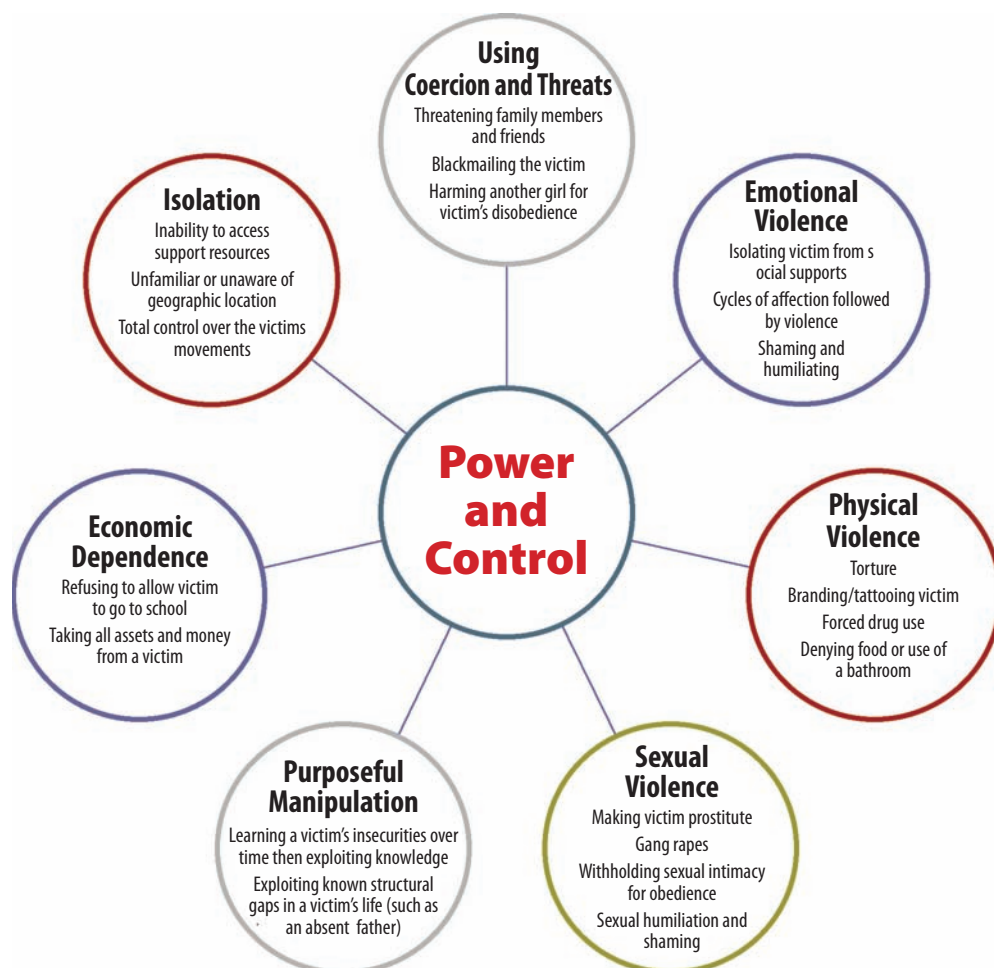 Using
Coercion and Threats
Threatening family members
and friends
Blackmailing the victim
Harming another girl for
victim's disobedience
Emotional
Violence
Isolating victim from s
ocial supports
Cycles of affection followed
by violence
Shaming and
humiliating
Physical
Violence
Torture
Branding/tattooing victim
Forced drug use
Denying food or use of
a bathroom
Sexual
Violence
Making victim prostitute
Gang rapes
Withholding sexual intimacy
for obedience
Sexual humiliation and
shaming
Purposeful
Manipulation
Learning a victim's insecurities over
time then exploiting knowledge
Exploiting known structural
gaps in a victim's life (such as
an absent father)
Economic
Dependence
Refusing to allow victim
to go to school
Taking all assets and money
from a victim
Isolation
Inability to access
support resources
Unfamiliar or unaware of
geographic location
Total control over the victims
movements
Power
and
Control